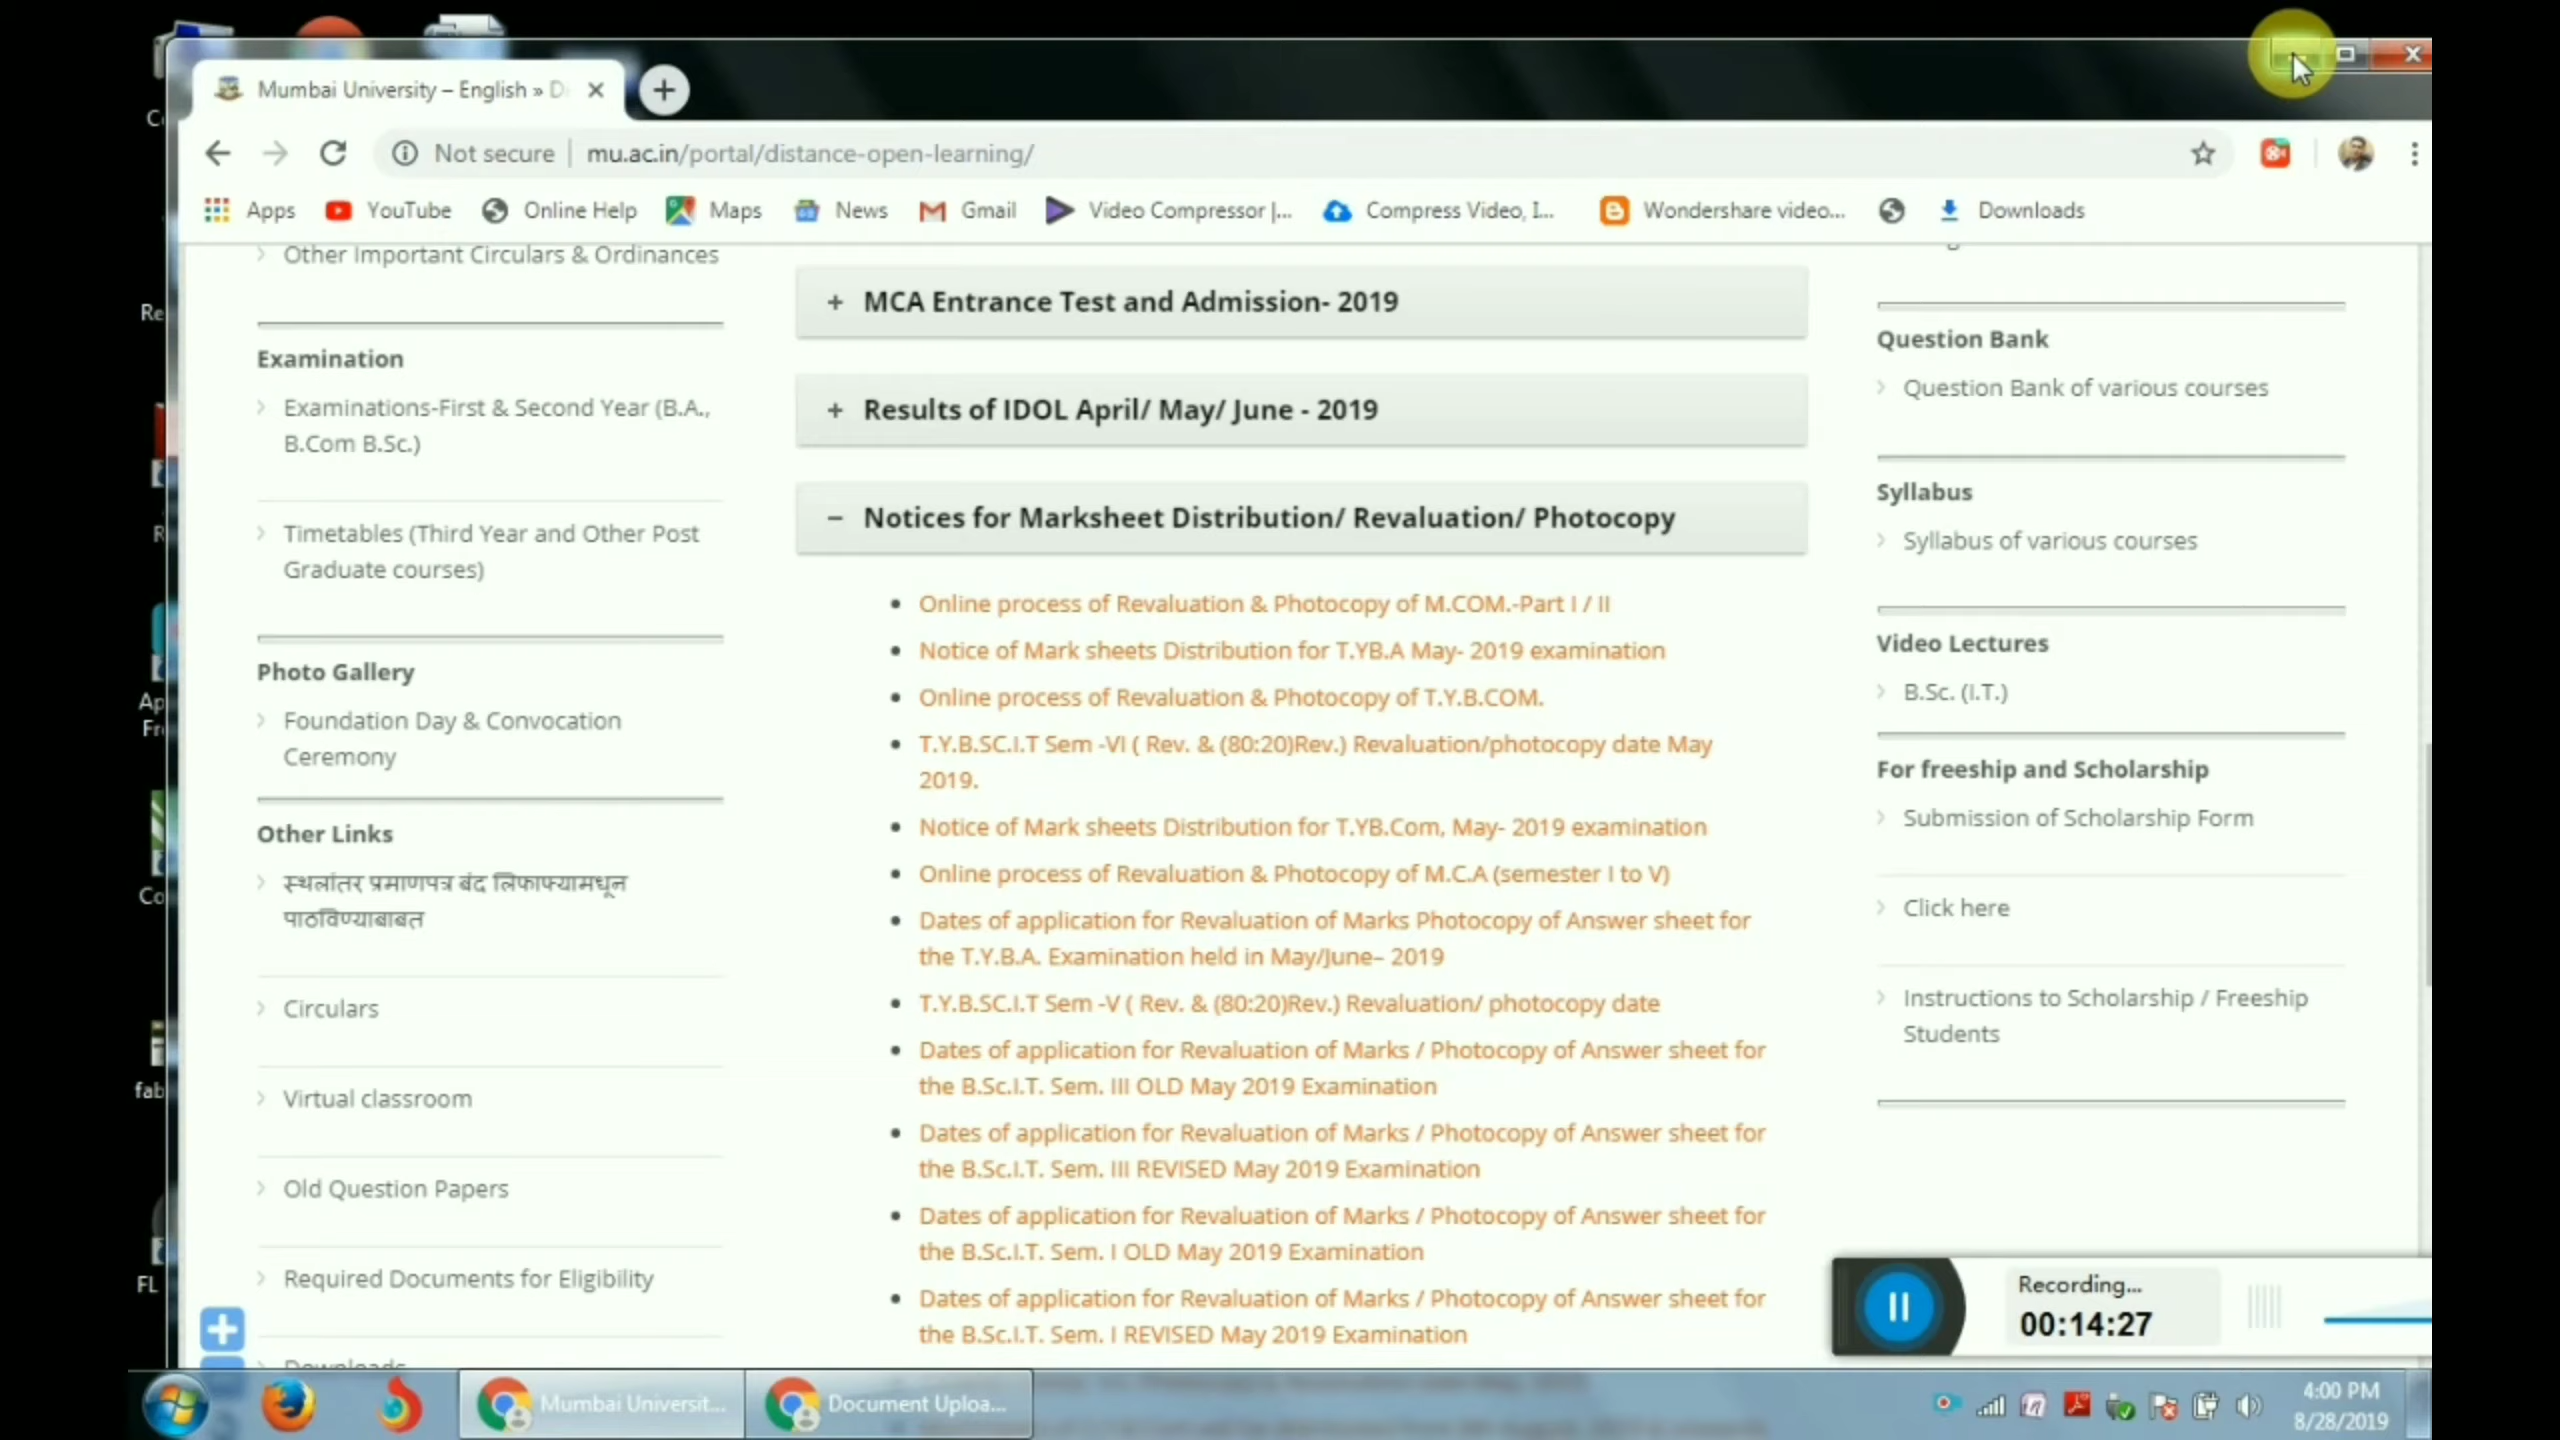 Mumbai University – English » Di
Not secure | mu.ac.in/portal/distance-open-learning/
Apps YouTube Online Help Maps News Gmail Video Compressor |... Compress Video, I... Wondershare video... Downloads
Other Important Circulars & Ordinances
Examination
Examinations-First & Second Year (B.A.,
B.Com B.Sc.)
Timetables (Third Year and Other Post
Graduate courses)
Photo Gallery
Foundation Day & Convocation
Ceremony
Other Links
स्थलांतर प्रमाणपत्र बंद लिफाफ्यामधून
पाठविण्याबाबत
Circulars
Virtual classroom
Old Question Papers
Required Documents for Eligibility
Downloads
+ MCA Entrance Test and Admission- 2019
+ Results of IDOL April/ May/ June - 2019
– Notices for Marksheet Distribution/ Revaluation/ Photocopy
• Online process of Revaluation & Photocopy of M.COM.-Part I / II
• Notice of Mark sheets Distribution for T.YB.A May- 2019 examination
• Online process of Revaluation & Photocopy of T.Y.B.COM.
• T.Y.B.SC.I.T Sem -VI ( Rev. & (80:20)Rev.) Revaluation/photocopy date May
2019.
• Notice of Mark sheets Distribution for T.YB.Com, May- 2019 examination
• Online process of Revaluation & Photocopy of M.C.A (semester I to V)
• Dates of application for Revaluation of Marks Photocopy of Answer sheet for
the T.Y.B.A. Examination held in May/June– 2019
• T.Y.B.SC.I.T Sem -V ( Rev. & (80:20)Rev.) Revaluation/ photocopy date
• Dates of application for Revaluation of Marks / Photocopy of Answer sheet for
the B.Sc.I.T. Sem. III OLD May 2019 Examination
• Dates of application for Revaluation of Marks / Photocopy of Answer sheet for
the B.Sc.I.T. Sem. III REVISED May 2019 Examination
• Dates of application for Revaluation of Marks / Photocopy of Answer sheet for
the B.Sc.I.T. Sem. I OLD May 2019 Examination
• Dates of application for Revaluation of Marks / Photocopy of Answer sheet for
the B.Sc.I.T. Sem. I REVISED May 2019 Examination
Question Bank
Question Bank of various courses
Syllabus
Syllabus of various courses
Video Lectures
B.Sc. (I.T.)
For freeship and Scholarship
Submission of Scholarship Form
Click here
Instructions to Scholarship / Freeship
Students
Recording...
00:14:27
Co
Re
R
Ap
Fr
Co
fab
FL
Mumbai Universit... Document Uploa...
4:00 PM
8/28/2019